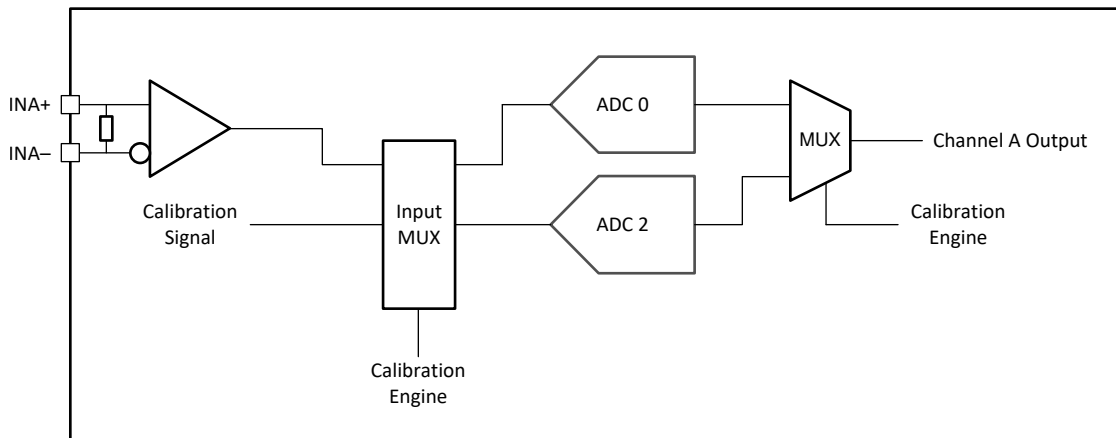 INA+
INA–
ADC 0
MUX
Channel A Output
Calibration
Signal
Input
MUX
ADC 2
Calibration
Engine
Calibration
Engine